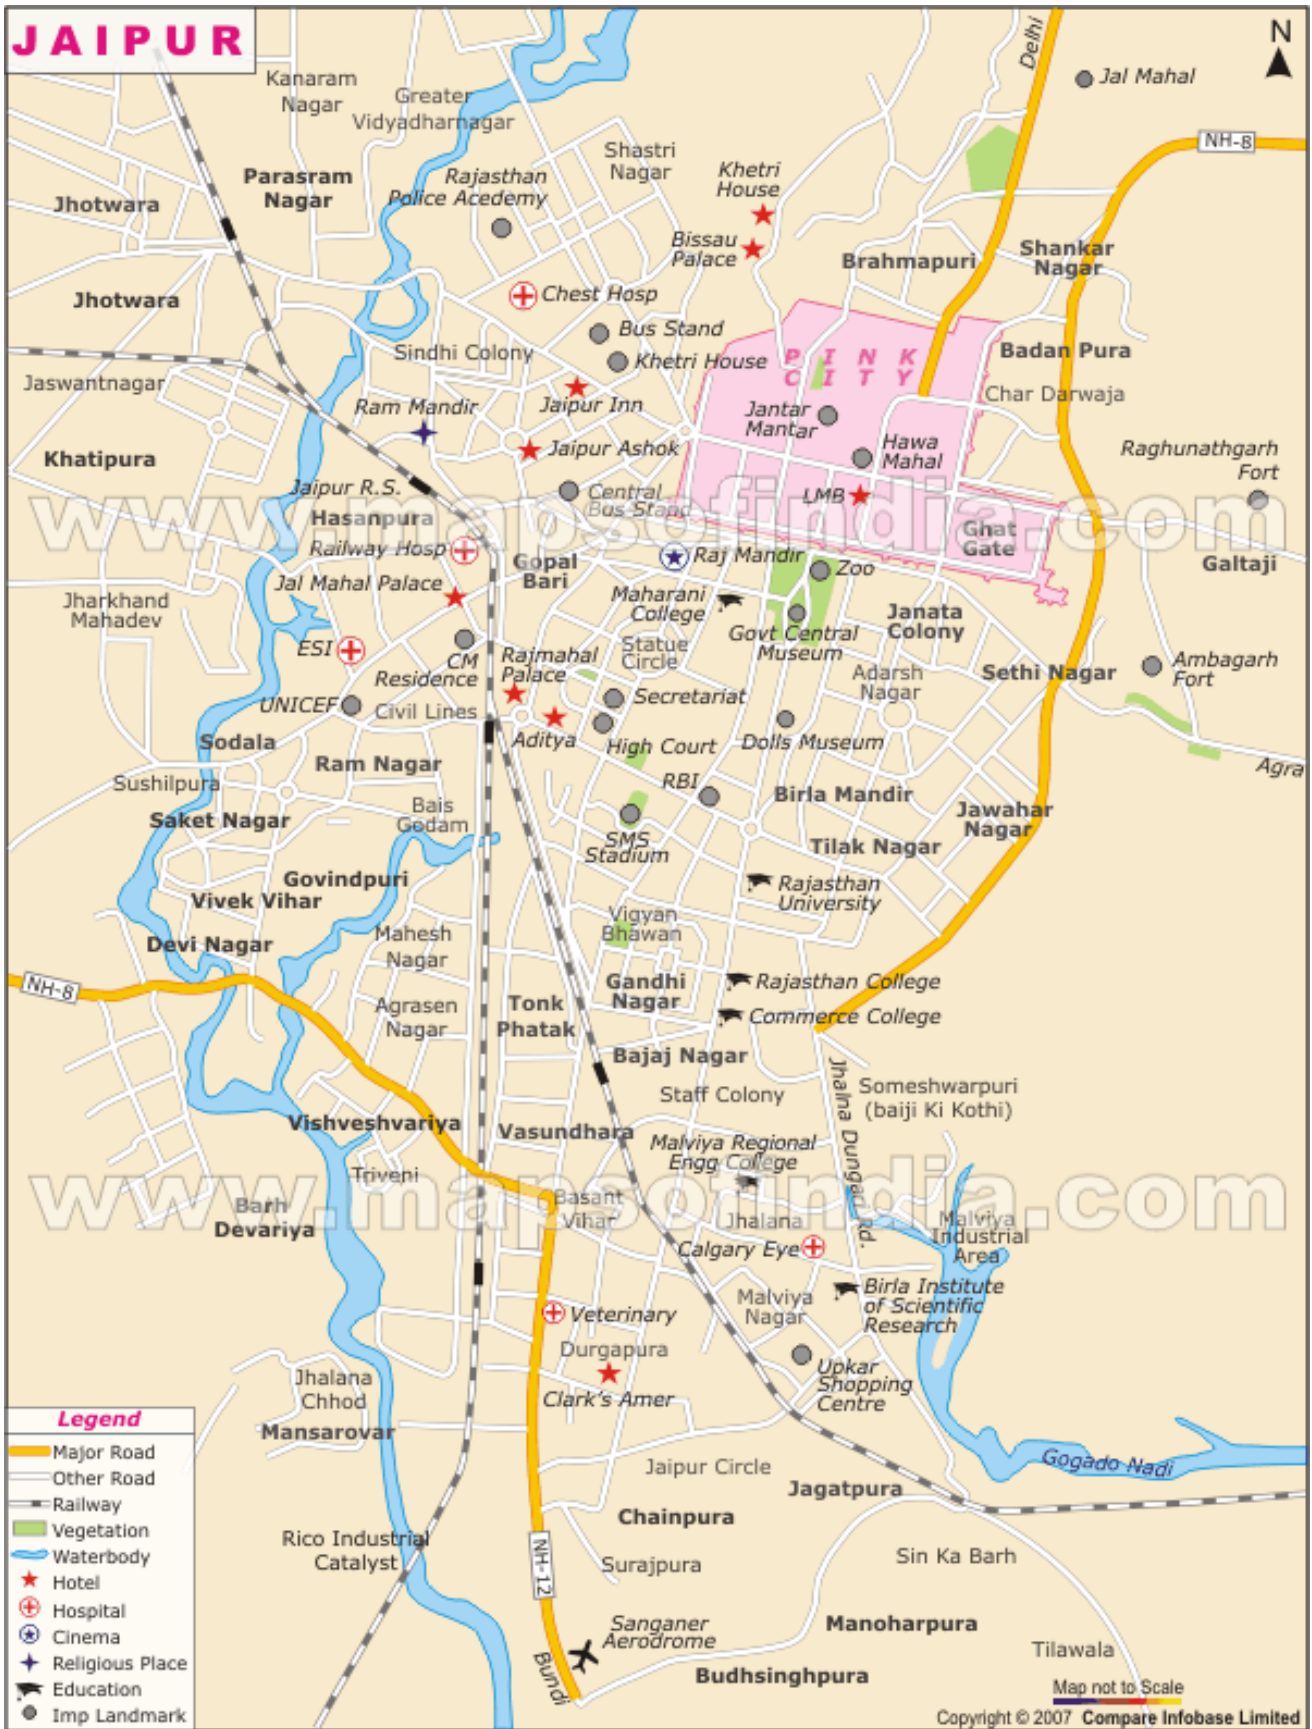 JAIPUR
N
Delhi
Jal Mahal
Kanaram
Nagar
Greater
Vidyadharnagar
NH-8
Shastri
Nagar
Khetri
House
Parasram
Nagar
Rajasthan
Police Acedemy
Jhotwara
Bissau
Palace
Brahmapuri
Shankar
Nagar
Jhotwara
Chest Hosp
Bus Stand
Sindhi Colony
Khetri House
PINK
CITY
Badan Pura
Jaswantnagar
Char Darwaja
Ram Mandir
Jaipur Inn
Jantar
Mantar
Jaipur Ashok
Hawa
Mahal
Raghunathgarh
Fort
Khatipura
Jaipur R.S.
Central
Bus Stand
LMB
www.mapsofindia.com
Hasanpura
Ghat
Gate
Railway Hosp
Gopal
Bari
Raj Mandir
Zoo
Galtaji
Jal Mahal Palace
Maharani
College
Jharkhand
Mahadev
Govt Central
Museum
Janata
Colony
ESI
CM
Residence
Rajmahal
Palace
Statue
Circle
Adarsh
Nagar
Sethi Nagar
Ambagarh
Fort
UNICEF
Civil Lines
Secretariat
Sodala
Aditya
High Court
Dolls Museum
Ram Nagar
Agra
Sushilpura
RBI
Birla Mandir
Saket Nagar
Bais
Godam
Jawahar
Nagar
SMS
Stadium
Tilak Nagar
Govindpuri
Vivek Vihar
Rajasthan
University
Devi Nagar
Mahesh
Nagar
Vigyan
Bhawan
NH-8
Gandhi
Nagar
Rajasthan College
Agrasen
Nagar
Tonk
Phatak
Commerce College
Bajaj Nagar
Jhalna Dungari Rd.
Staff Colony
Someshwarpuri
(baiji Ki Kothi)
Vishveshvariya
Vasundhara
Malviya Regional
Engg College
Triveni
www.mapsofindia.com
Barh
Devariya
Basant
Vihar
Jhalana
Malviya
Industrial
Area
Calgary Eye
Malviya
Nagar
Birla Institute
of Scientific
Research
Veterinary
Durgapura
Jhalana
Chhod
Clark's Amer
Upkar
Shopping
Centre
Mansarovar
Gogado Nadi
Jaipur Circle
Jagatpura
Chainpura
Rico Industrial
Catalyst
NH-12
Surajpura
Sin Ka Barh
Sanganer
Aerodrome
Manoharpura
Tilawala
Bundi
Budhsinghpura
Legend
Major Road
Other Road
Railway
Vegetation
Waterbody
Hotel
Hospital
Cinema
Religious Place
Education
Imp Landmark
Map not to Scale
Copyright © 2007 Compare Infobase Limited